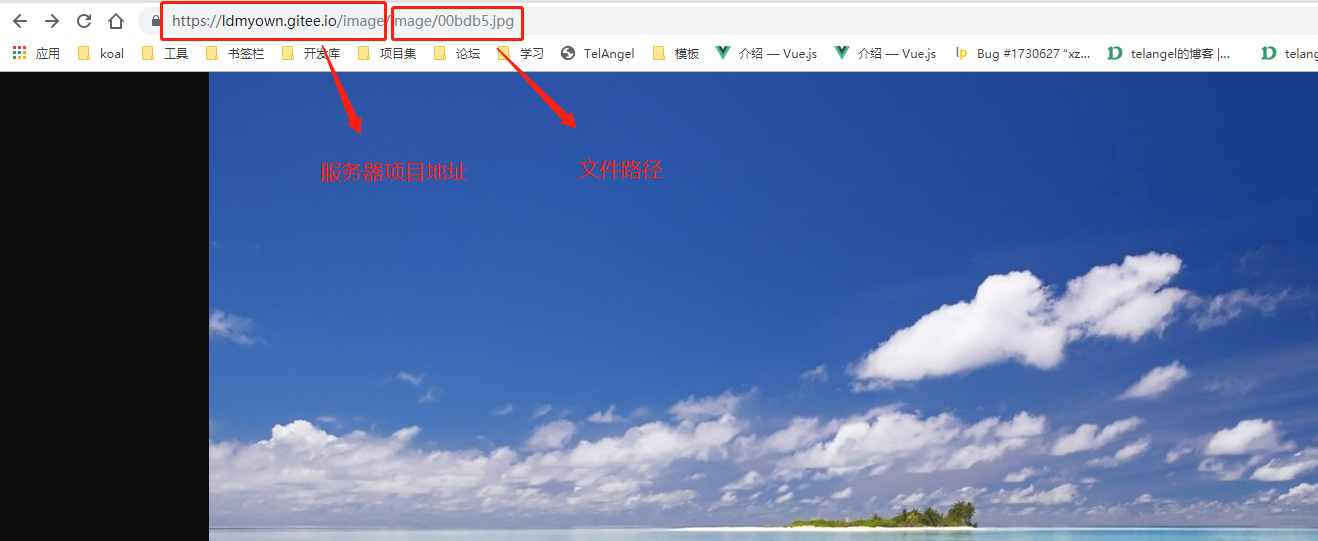 https://ldmyown.gitee.io/image/mage/00bdb5.jpg
应用 koal 工具 书签栏 开发库 项目集 论坛 学习 TelAngel 模板 介绍 — Vue.js 介绍 — Vue.js Bug #1730627 “xz... telangel的博客 |... telang
服务器项目地址 文件路径